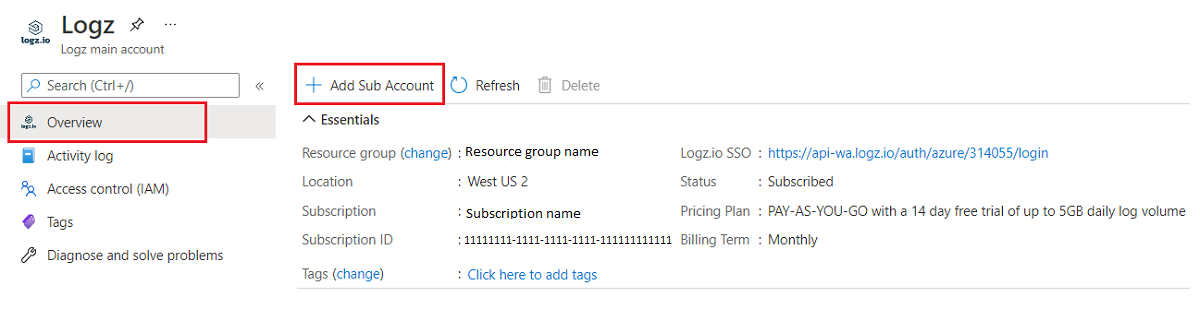 logz.io
Logz ...
Logz main account
Search (Ctrl+/) «
Overview
Activity log
Access control (IAM)
Tags
Diagnose and solve problems
Add Sub Account Refresh Delete
Essentials
Resource group (change) : Resource group name
Location : West US 2
Subscription : Subscription name
Subscription ID : 11111111-1111-1111-1111-111111111111
Tags (change) : Click here to add tags
Logz.io SSO : https://api-wa.logz.io/auth/azure/314055/login
Status : Subscribed
Pricing Plan : PAY-AS-YOU-GO with a 14 day free trial of up to 5GB daily log volume
Billing Term : Monthly